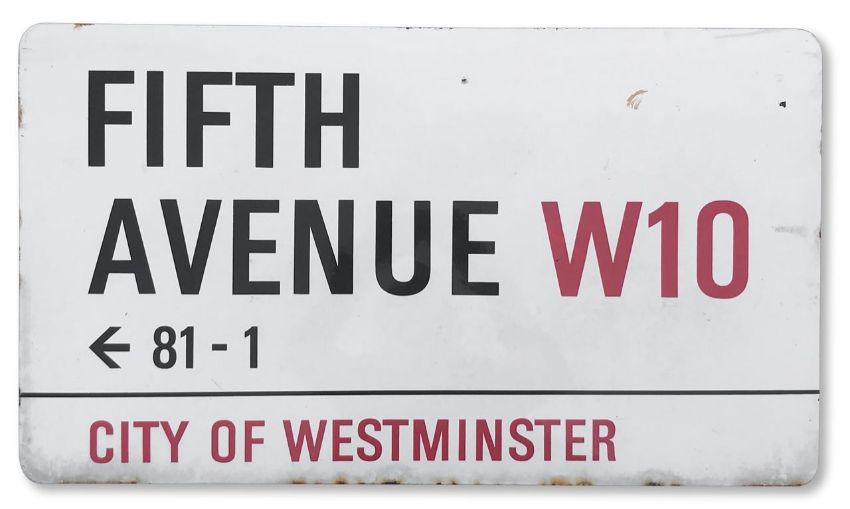 FIFTH
AVENUE W10
← 81 - 1
CITY OF WESTMINSTER